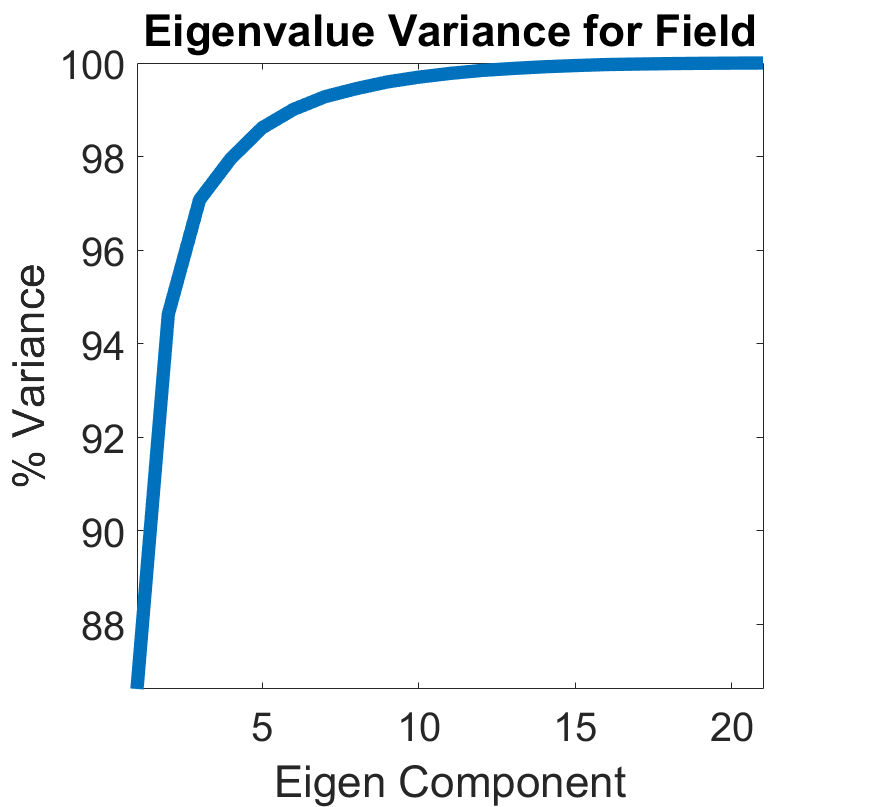 Eigenvalue Variance for Field
100
98
96
94
92
90
88
% Variance
5 10 15 20
Eigen Component